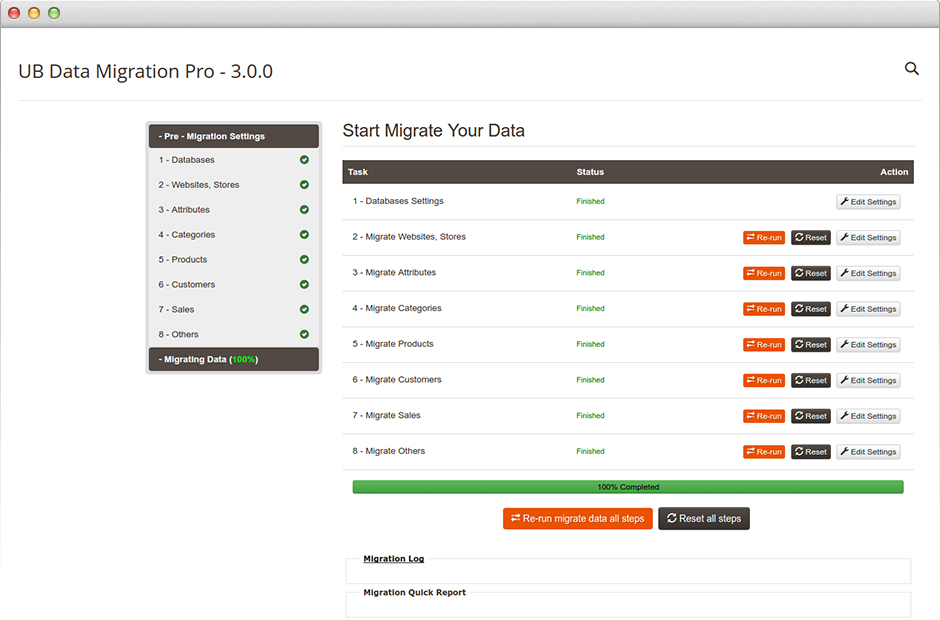 UB Data Migration Pro - 3.0.0
- Pre - Migration Settings
1 - Databases
2 - Websites, Stores
3 - Attributes
4 - Categories
5 - Products
6 - Customers
7 - Sales
8 - Others
- Migrating Data (100%)
Start Migrate Your Data
Task Status Action
1 - Databases Settings Finished Edit Settings
2 - Migrate Websites, Stores Finished Re-run Reset Edit Settings
3 - Migrate Attributes Finished Re-run Reset Edit Settings
4 - Migrate Categories Finished Re-run Reset Edit Settings
5 - Migrate Products Finished Re-run Reset Edit Settings
6 - Migrate Customers Finished Re-run Reset Edit Settings
7 - Migrate Sales Finished Re-run Reset Edit Settings
8 - Migrate Others Finished Re-run Reset Edit Settings
100% Completed
Re-run migrate data all steps Reset all steps
Migration Log
Migration Quick Report